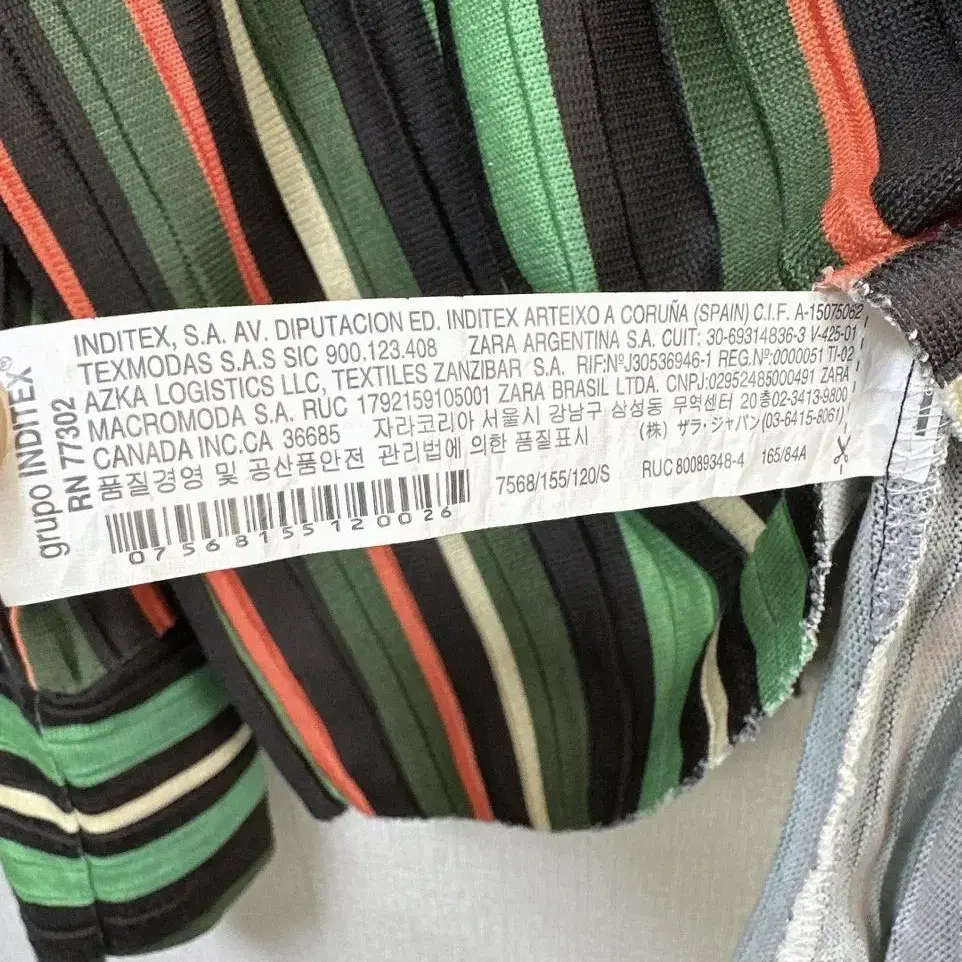 grupo INDITEX®
RN 77302
INDITEX, S.A. AV. DIPUTACION ED. INDITEX ARTEIXO A CORUÑA (SPAIN) C.I.F. A-15075062
TEXMODAS S.A.S SIC 900.123.408 ZARA ARGENTINA S.A. CUIT: 30-69314836-3 V-425-01
AZKA LOGISTICS LLC, TEXTILES ZANZIBAR S.A. RIF:Nº J30536946-1 REG.Nº:0000051 TI-02
MACROMODA S.A. RUC 1792159105001 ZARA BRASIL LTDA. CNPJ:02952485000491 ZARA
CANADA INC.CA 36685 자라코리아 서울시 강남구 삼성동 무역센터 20층 02-3413-9800
품질경영 및 공산품안전 관리법에 의한 품질표시 (株) ザラ・ジャパン(03-6415-8061)
7568/155/120/S RUC 80089348-4 165/84A
07568155120026